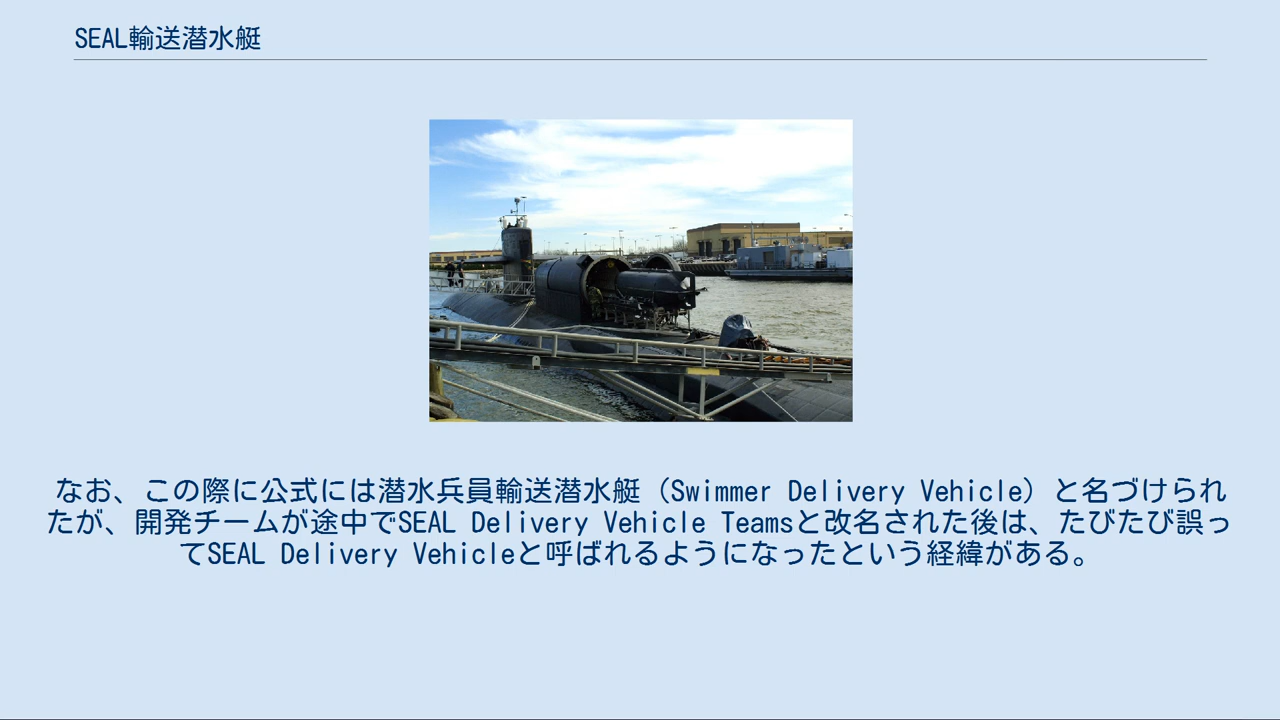 SEAL輸送潜水艇
なお、この際に公式には潜水兵員輸送潜水艇（Swimmer Delivery Vehicle）と名づけられ
たが、開発チームが途中でSEAL Delivery Vehicle Teamsと改名された後は、たびたび誤っ
てSEAL Delivery Vehicleと呼ばれるようになったという経緯がある。